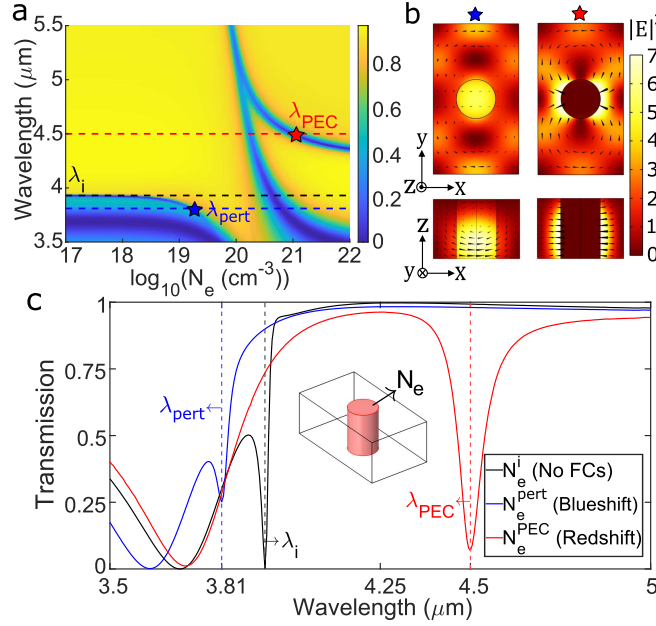 a
5.5
5
4.5
4
3.5
Wavelength (μm)
λPEC
λi
λpert
17 18 19 20 21 22
log10(Ne (cm-3))
0.8
0.6
0.4
0.2
0
b
|E|
y
z x
z
y x
7
6
5
4
3
2
1
0
c
1
0.75
0.5
0.25
0
Transmission
λpert
λi
λPEC
Ne
Nei (No FCs)
Nepert (Blueshift)
NePEC (Redshift)
3.5 3.81 4.25 4.5 5
Wavelength (μm)